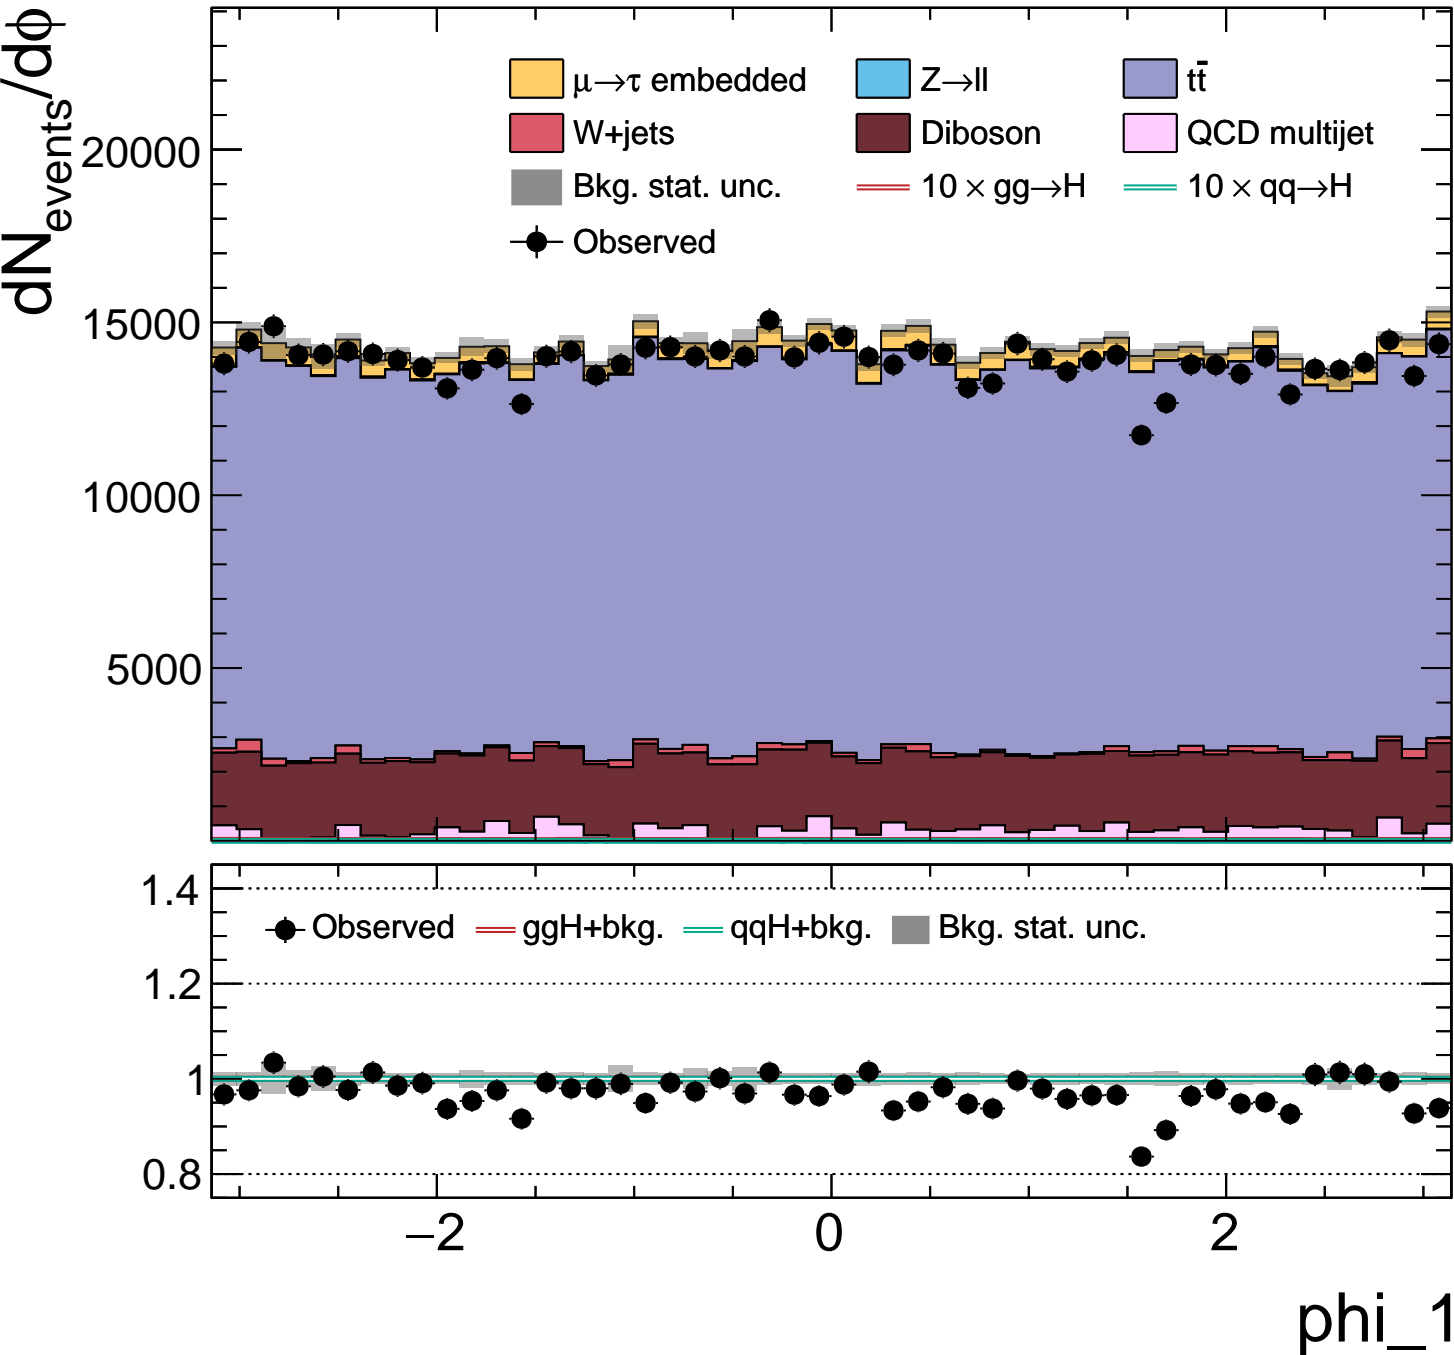 dN_events/dϕ
μ→τ embedded
Z→ll
tt̄
W+jets
Diboson
QCD multijet
Bkg. stat. unc.
10 × gg→H
10 × qq→H
Observed
20000
15000
10000
5000
1.4
Observed
ggH+bkg.
qqH+bkg.
Bkg. stat. unc.
1.2
1
0.8
−2
0
2
phi_1